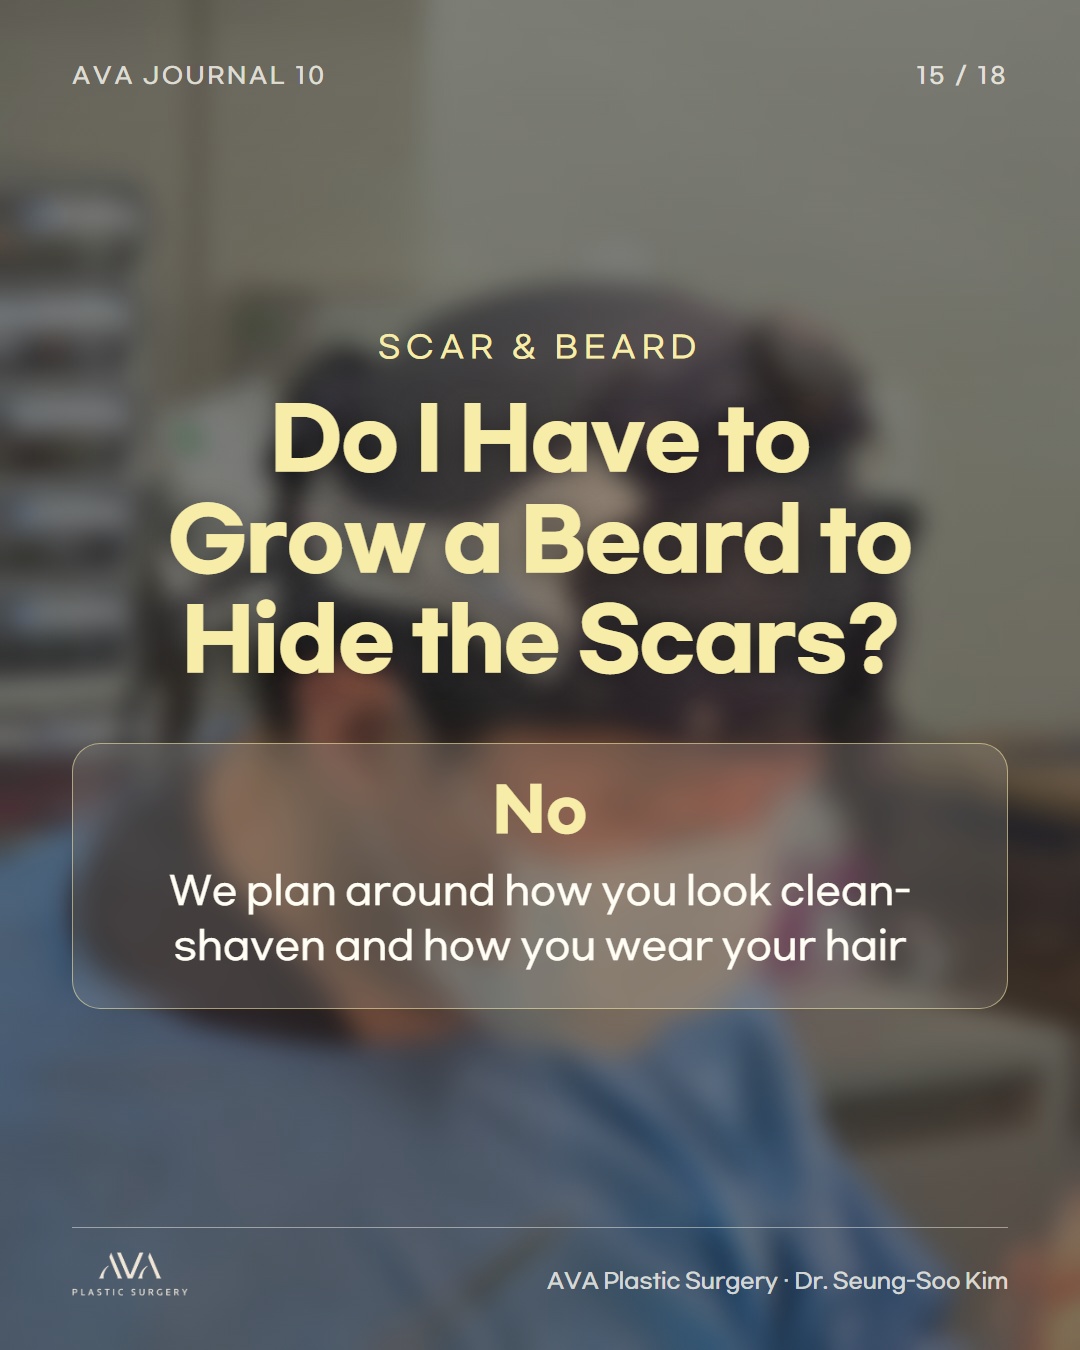 AVA JOURNAL 10
15 / 18
SCAR & BEARD
Do I Have to
Grow a Beard to
Hide the Scars?
No
We plan around how you look clean-
shaven and how you wear your hair
AVA
PLASTIC SURGERY
AVA Plastic Surgery · Dr. Seung-Soo Kim